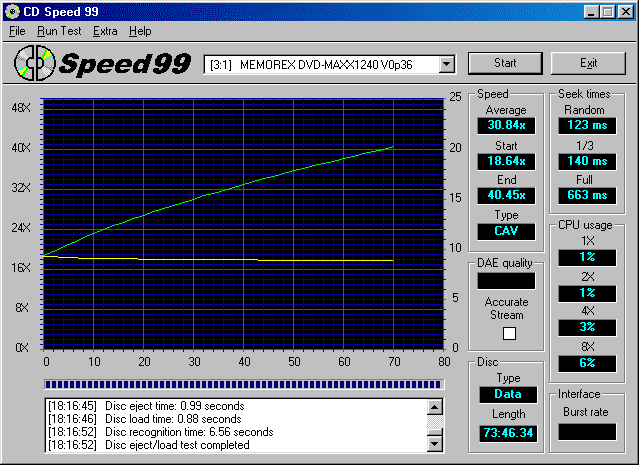 CD Speed 99
File Run Test Extra Help
Speed99
[3:1] MEMOREX DVD-MAXX1240 V0p36
Start
Exit
48X
40X
32X
24X
16X
8X
0X
25
20
15
10
5
0
0 10 20 30 40 50 60 70 80
Speed
Average
30.84x
Start
18.64x
End
40.45x
Type
CAV
DAE quality
Accurate
Stream
Disc
Type
Data
Length
73:46.34
Seek times
Random
123 ms
1/3
140 ms
Full
663 ms
CPU usage
1X
1%
2X
1%
4X
3%
8X
6%
Interface
Burst rate
[18:16:45] Disc eject time: 0.99 seconds
[18:16:46] Disc load time: 0.88 seconds
[18:16:52] Disc recognition time: 6.56 seconds
[18:16:52] Disc eject/load test completed